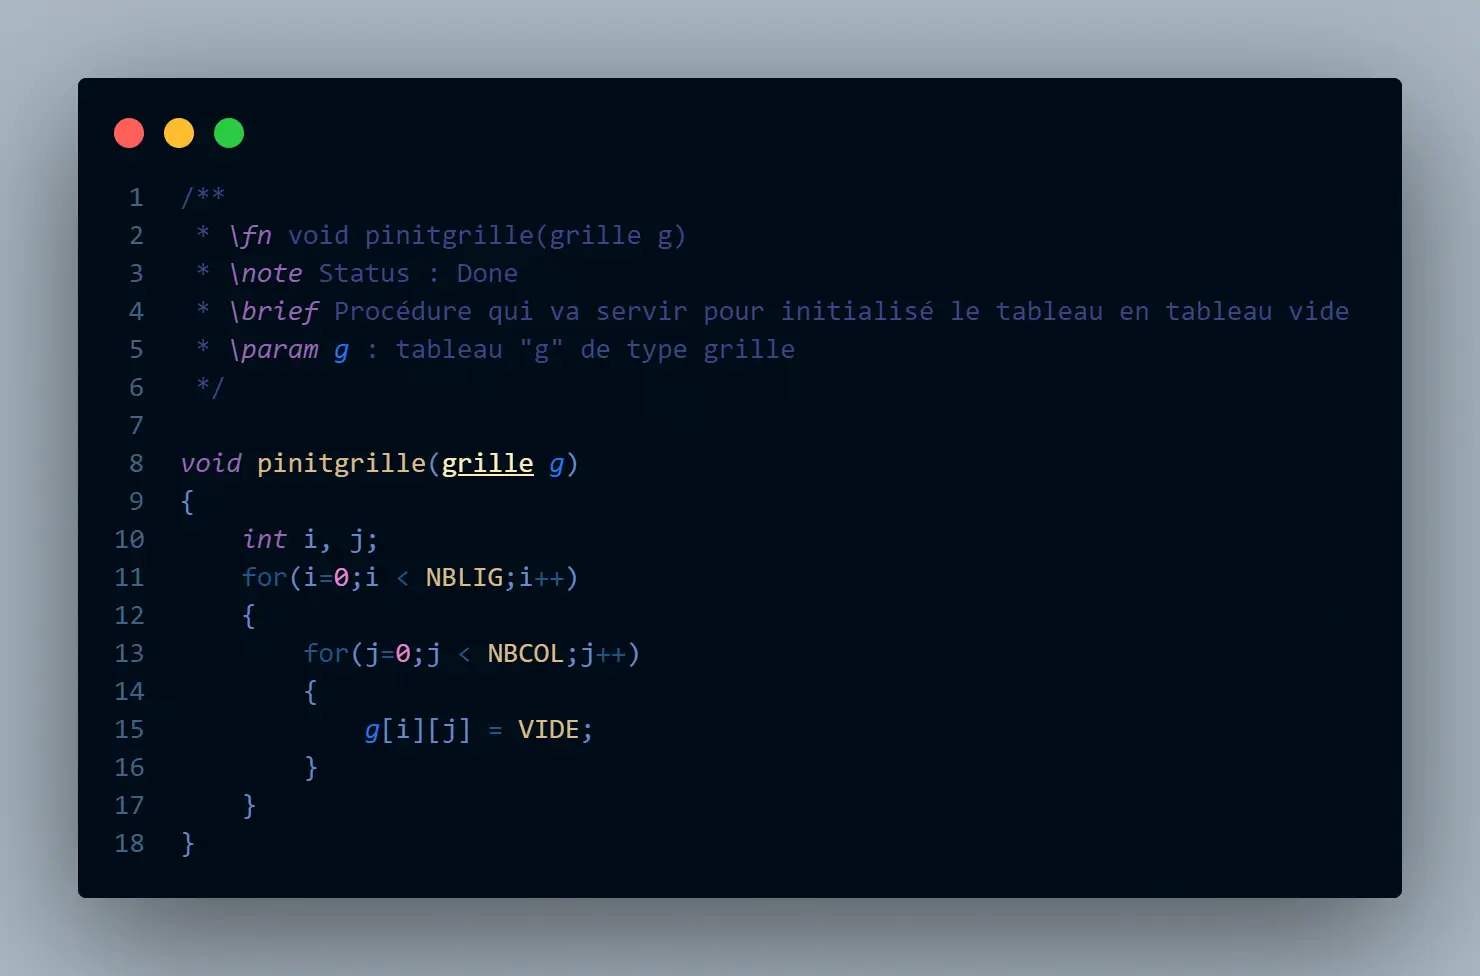 1 /**
2  * \fn void pinitgrille(grille g)
3  * \note Status : Done
4  * \brief Procédure qui va servir pour initialisé le tableau en tableau vide
5  * \param g : tableau "g" de type grille
6  */
7
8 void pinitgrille(grille g)
9 {
10     int i, j;
11     for(i=0;i < NBLIG;i++)
12     {
13         for(j=0;j < NBCOL;j++)
14         {
15             g[i][j] = VIDE;
16         }
17     }
18 }